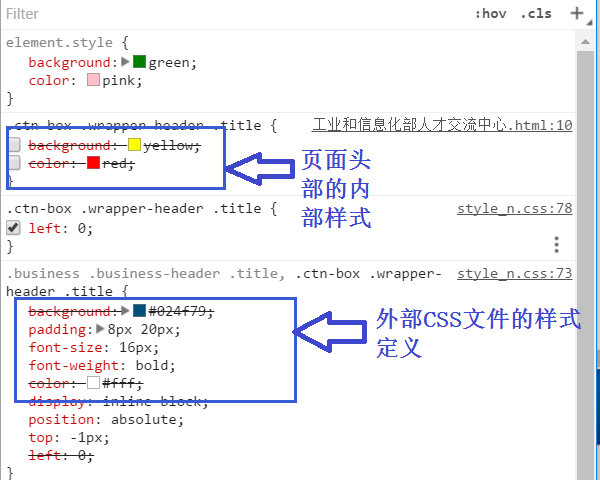 Filter :hov .cls +
element.style {
background: green;
color: pink;
}
.ctn-box .wrapper-header .title { 工业和信息化部人才交流中心.html:10
background: yellow;
color: red;
}
页面头
部的内
部样式
.ctn-box .wrapper-header .title { style_n.css:78
left: 0;
}
.business .business-header .title, .ctn-box .wrapper- style_n.css:73
header .title {
background: #024f79;
padding: 8px 20px;
font-size: 16px;
font-weight: bold;
color: #fff;
display: inline-block;
position: absolute;
top: -1px;
left: 0;
}
外部CSS文件的样式
定义